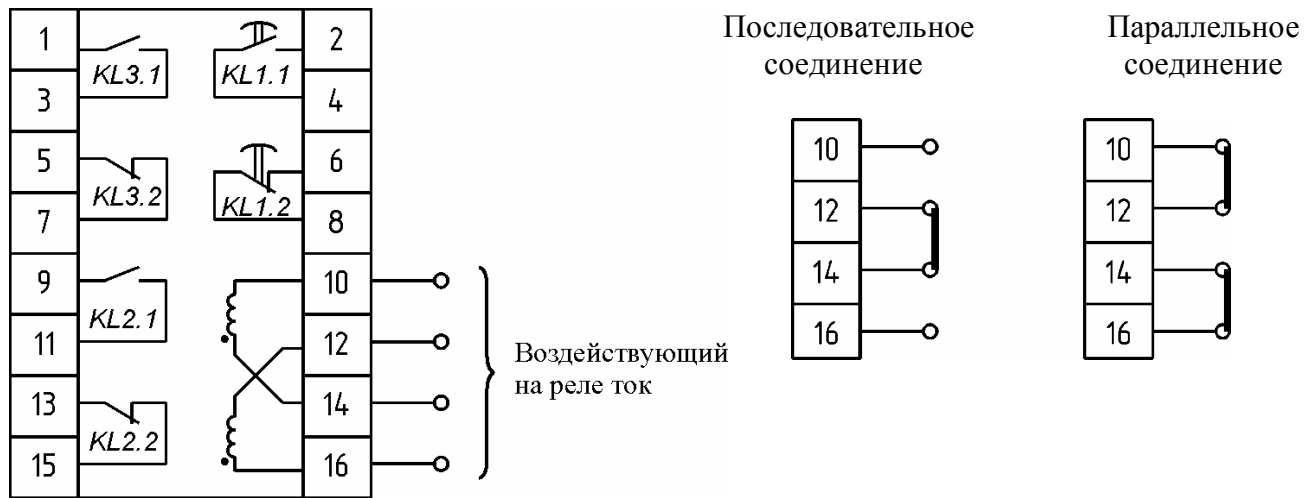 1
3
5
7
9
11
13
15
KL3.1
KL3.2
KL2.1
KL2.2
KL1.1
KL1.2
2
4
6
8
10
12
14
16
Воздействующий
на реле ток
Последовательное
соединение
10
12
14
16
Параллельное
соединение
10
12
14
16